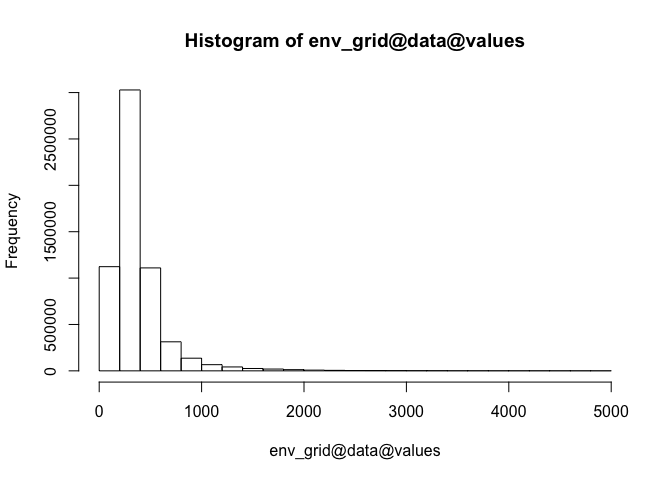 Histogram of env_grid@data@values
Frequency
2500000
1500000
500000
0
0 1000 2000 3000 4000 5000
env_grid@data@values